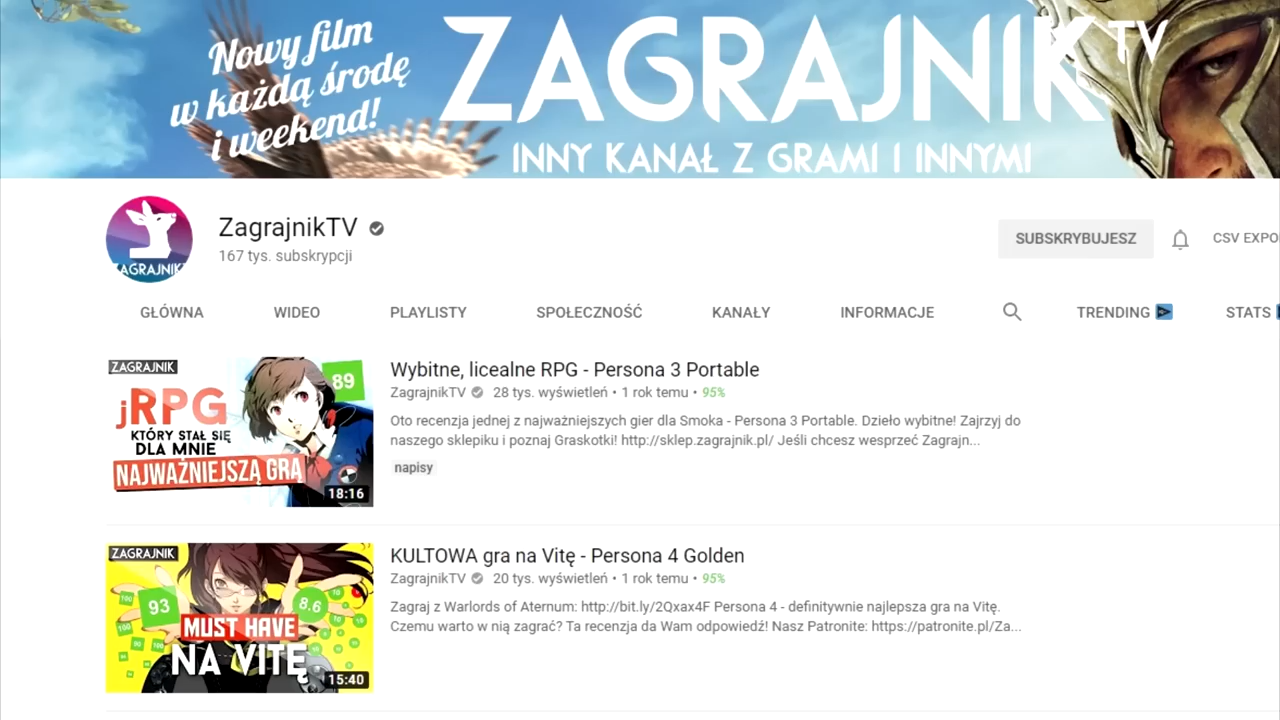 Nowy film
w każdą środę
i weekend!
ZAGRAJNIK TV
INNY KANAŁ Z GRAMI I INNYMI
ZAGRAJNIK
ZagrajnikTV
167 tys. subskrypcji
SUBSKRYBUJESZ
CSV EXPO
GŁÓWNA WIDEO PLAYLISTY SPOŁECZNOŚĆ KANAŁY INFORMACJE TRENDING STATS
ZAGRAJNIK
89
jRPG
KTÓRY STAŁ SIĘ
DLA MNIE
NAJWAŻNIEJSZĄ GRĄ
18:16
Wybitne, licealne RPG - Persona 3 Portable
ZagrajnikTV 28 tys. wyświetleń • 1 rok temu • 95%
Oto recenzja jednej z najważniejszych gier dla Smoka - Persona 3 Portable. Dzieło wybitne! Zajrzyj do
naszego sklepiku i poznaj Graskotki! http://sklep.zagrajnik.pl/ Jeśli chcesz wesprzeć Zagrajn...
napisy
ZAGRAJNIK
100
93
8.6
MUST HAVE
NA VITĘ
15:40
KULTOWA gra na Vitę - Persona 4 Golden
ZagrajnikTV 20 tys. wyświetleń • 1 rok temu • 95%
Zagraj z Warlords of Aternum: http://bit.ly/2Qxax4F Persona 4 - definitywnie najlepsza gra na Vitę.
Czemu warto w nią zagrać? Ta recenzja da Wam odpowiedź! Nasz Patronite: https://patronite.pl/Za...